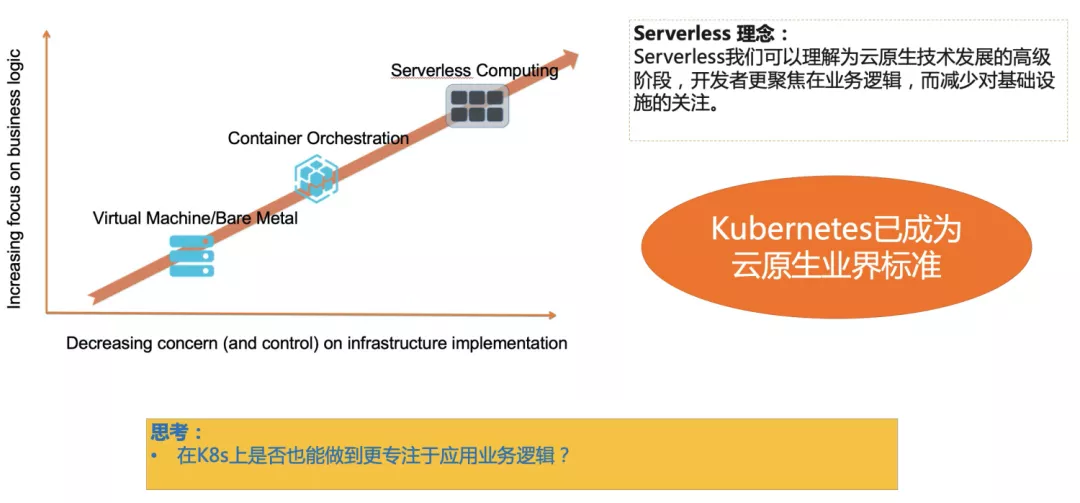 Increasing focus on business logic
Serverless Computing
Container Orchestration
Virtual Machine/Bare Metal
Decreasing concern (and control) on infrastructure implementation
Serverless 理念：
Serverless我们可以理解为云原生技术发展的高级
阶段，开发者更聚焦在业务逻辑，而减少对基础设
施的关注。
Kubernetes已成为
云原生业界标准
思考：
• 在K8s上是否也能做到更专注于应用业务逻辑？